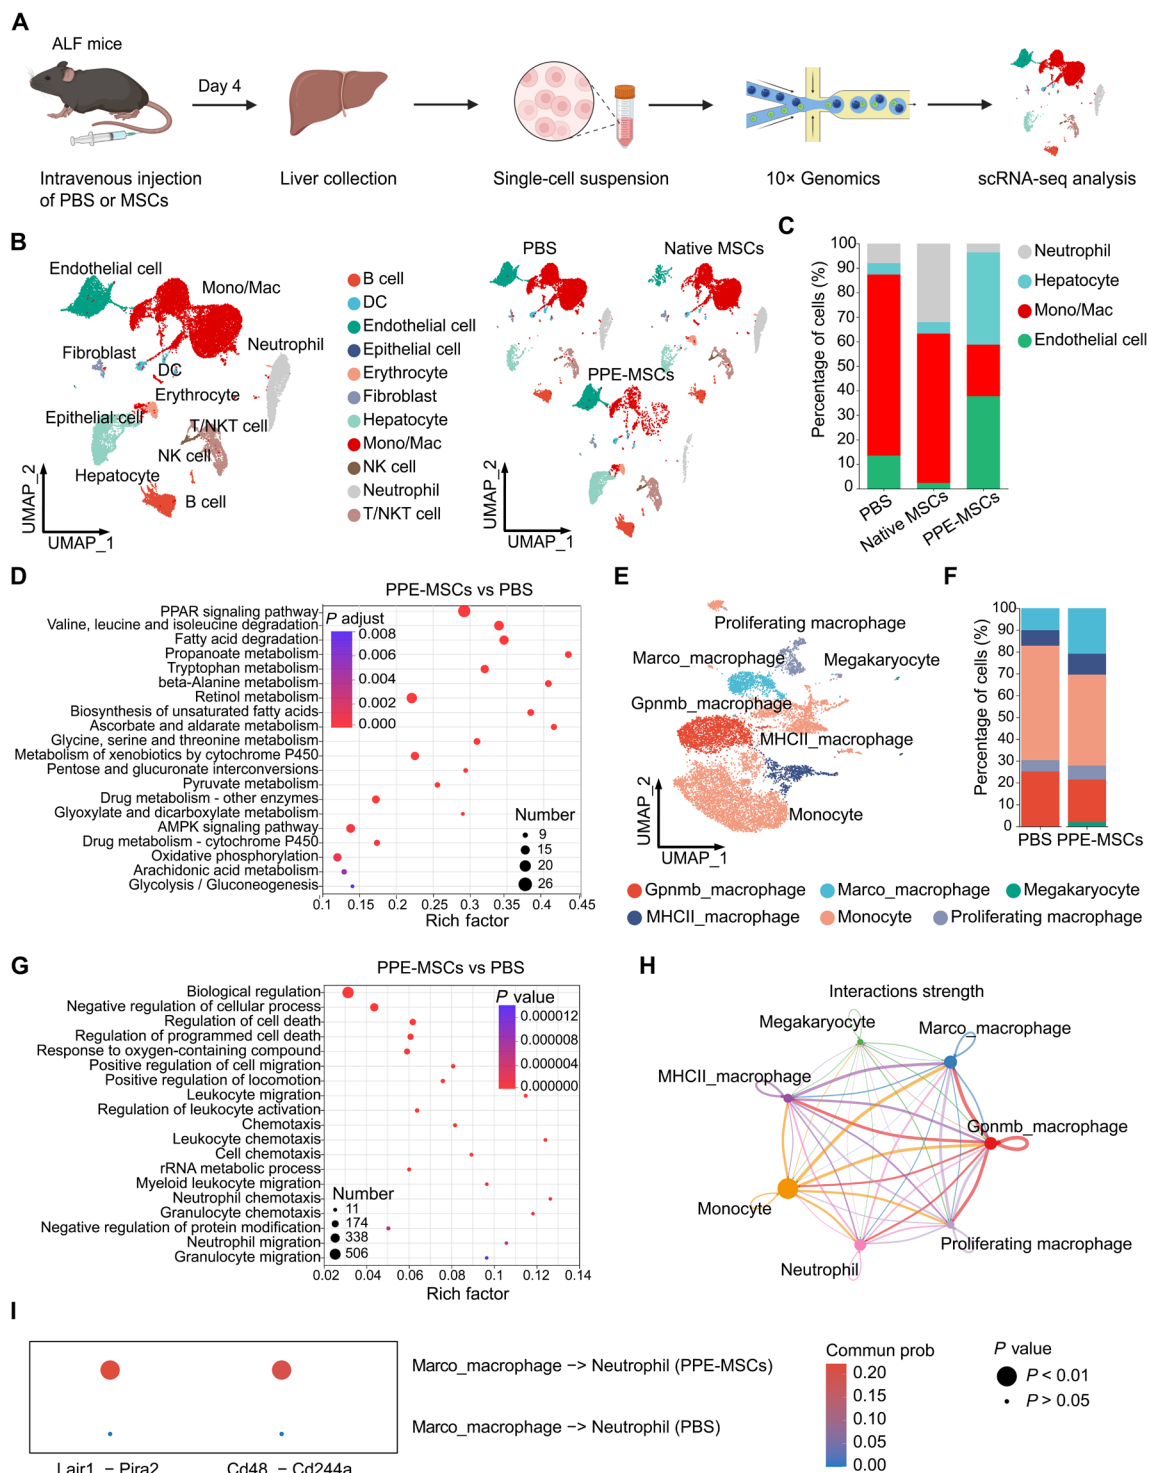 A
ALF mice
Day 4
Intravenous injection
of PBS or MSCs
Liver collection
Single-cell suspension
10× Genomics
scRNA-seq analysis
B
Endothelial cell
Mono/Mac
Neutrophil
Fibroblast
DC
Erythrocyte
Epithelial cell
T/NKT cell
NK cell
Hepatocyte
B cell
UMAP_2
UMAP_1
B cell
DC
Endothelial cell
Epithelial cell
Erythrocyte
Fibroblast
Hepatocyte
Mono/Mac
NK cell
Neutrophil
T/NKT cell
PBS
Native MSCs
PPE-MSCs
UMAP_2
UMAP_1
C
Percentage of cells (%)
100
90
80
70
60
50
40
30
20
10
0
PBS
Native MSCs
PPE-MSCs
Neutrophil
Hepatocyte
Mono/Mac
Endothelial cell
D
PPE-MSCs vs PBS
PPAR signaling pathway
Valine, leucine and isoleucine degradation
Fatty acid degradation
Propanoate metabolism
Tryptophan metabolism
beta-Alanine metabolism
Retinol metabolism
Biosynthesis of unsaturated fatty acids
Ascorbate and aldarate metabolism
Glycine, serine and threonine metabolism
Metabolism of xenobiotics by cytochrome P450
Pentose and glucuronate interconversions
Pyruvate metabolism
Drug metabolism - other enzymes
Glyoxylate and dicarboxylate metabolism
AMPK signaling pathway
Drug metabolism - cytochrome P450
Oxidative phosphorylation
Arachidonic acid metabolism
Glycolysis / Gluconeogenesis
P adjust
0.008
0.006
0.004
0.002
0.000
Number
9
15
20
26
0.1 0.15 0.2 0.25 0.3 0.35 0.4 0.45
Rich factor
E
Proliferating macrophage
Marco_macrophage
Megakaryocyte
Gpnmb_macrophage
MHCII_macrophage
Monocyte
UMAP_2
UMAP_1
F
Percentage of cells (%)
100
90
80
70
60
50
40
30
20
10
0
PBS PPE-MSCs
Gpnmb_macrophage
Marco_macrophage
Megakaryocyte
MHCII_macrophage
Monocyte
Proliferating macrophage
G
PPE-MSCs vs PBS
Biological regulation
Negative regulation of cellular process
Regulation of cell death
Regulation of programmed cell death
Response to oxygen-containing compound
Positive regulation of cell migration
Positive regulation of locomotion
Leukocyte migration
Regulation of leukocyte activation
Chemotaxis
Leukocyte chemotaxis
Cell chemotaxis
rRNA metabolic process
Myeloid leukocyte migration
Neutrophil chemotaxis
Granulocyte chemotaxis
Negative regulation of protein modification
Neutrophil migration
Granulocyte migration
P value
0.000012
0.000008
0.000004
0.000000
Number
11
174
338
506
0.02 0.04 0.06 0.08 0.1 0.12 0.14
Rich factor
H
Interactions strength
Megakaryocyte
Marco_macrophage
MHCII_macrophage
Gpnmb_macrophage
Monocyte
Proliferating macrophage
Neutrophil
I
Marco_macrophage −> Neutrophil (PPE-MSCs)
Marco_macrophage −> Neutrophil (PBS)
Lair1 − Pira2
Cd48 − Cd244a
Commun prob
0.20
0.15
0.10
0.05
0.00
P value
P < 0.01
P > 0.05